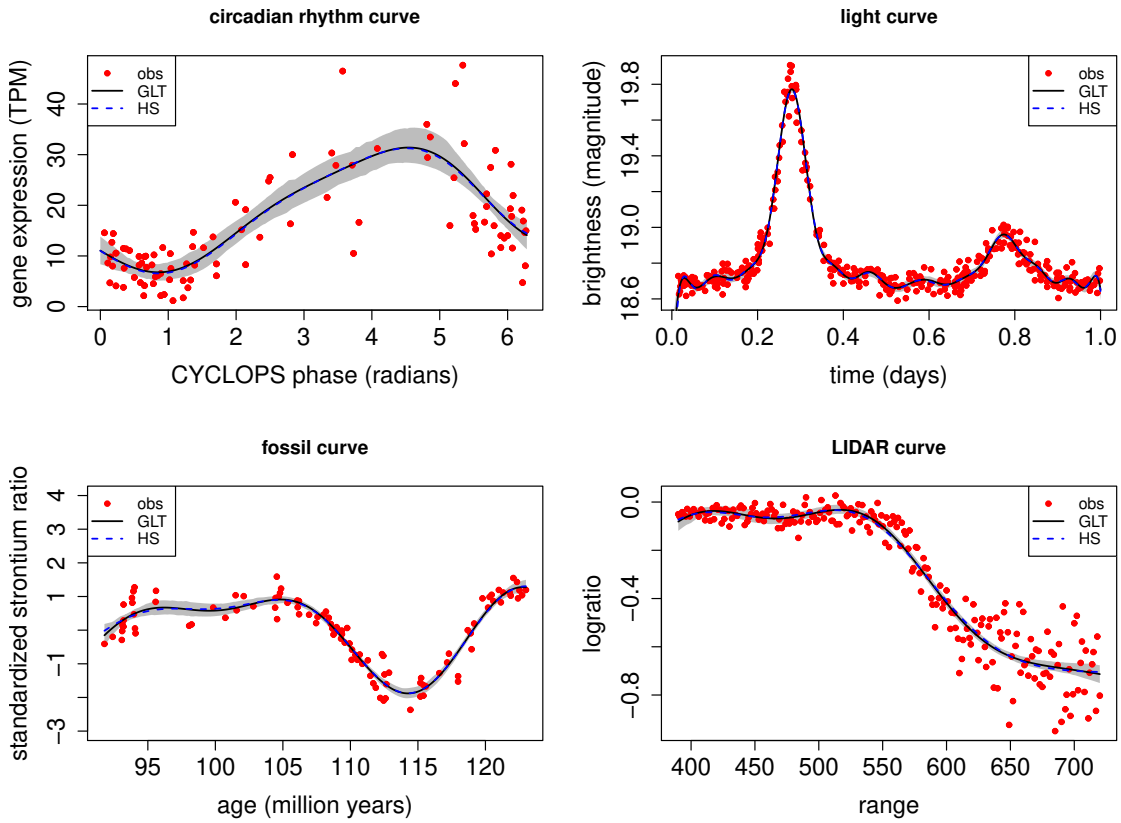 circadian rhythm curve
gene expression (TPM)
0 10 20 30 40
obs
GLT
HS
0 1 2 3 4 5 6
CYCLOPS phase (radians)
light curve
brightness (magnitude)
18.6 19.0 19.4 19.8
obs
GLT
HS
0.0 0.2 0.4 0.6 0.8 1.0
time (days)
fossil curve
standardized strontium ratio
−3 −1 1 2 3 4
obs
GLT
HS
95 100 105 110 115 120
age (million years)
LIDAR curve
logratio
−0.8 −0.4 0.0
obs
GLT
HS
400 450 500 550 600 650 700
range